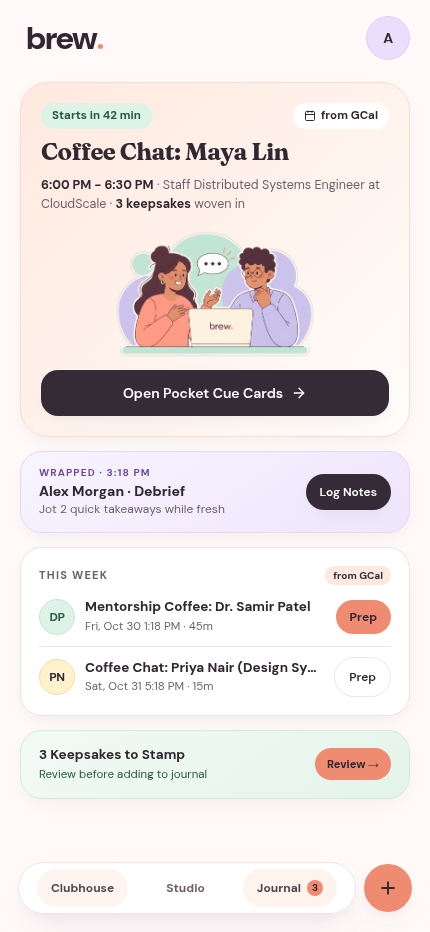 brew.
A
Starts in 42 min
from GCal
Coffee Chat: Maya Lin
6:00 PM – 6:30 PM · Staff Distributed Systems Engineer at
CloudScale · 3 keepsakes woven in
brew.
Open Pocket Cue Cards →
WRAPPED · 3:18 PM
Alex Morgan · Debrief
Jot 2 quick takeaways while fresh
Log Notes
THIS WEEK
from GCal
DP
Mentorship Coffee: Dr. Samir Patel
Fri, Oct 30 1:18 PM · 45m
Prep
PN
Coffee Chat: Priya Nair (Design Sy...
Sat, Oct 31 5:18 PM · 15m
Prep
3 Keepsakes to Stamp
Review before adding to journal
Review →
Clubhouse
Studio
Journal 3
+